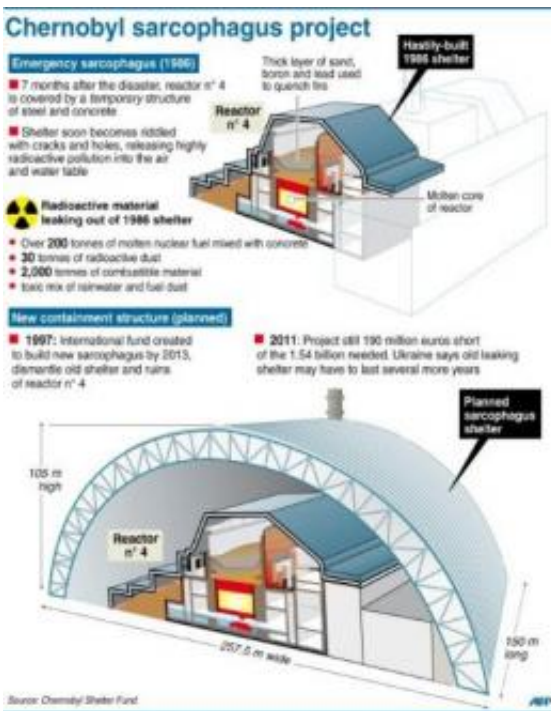 Chernobyl sarcophagus project
Emergency sarcophagus (1986)
■ 7 months after the disaster, reactor n° 4
is covered by a temporary structure
of steel and concrete
■ Shelter soon becomes riddled
with cracks and holes, releasing highly
radioactive pollution into the air
and water table
Thick layer of sand,
boron and lead used
to quench fire
Hastily-built
1986 shelter
Reactor
n° 4
Molten core
of reactor
Radioactive material
leaking out of 1986 shelter
• Over 200 tonnes of molten nuclear fuel mixed with concrete
• 30 tonnes of radioactive dust
• 2,000 tonnes of combustible material
• toxic mix of rainwater and fuel dust
New containment structure (planned)
■ 1997: International fund created
to build new sarcophagus by 2013,
dismantle old shelter and ruins
of reactor n° 4
■ 2011: Project still 190 million euros short
of the 1.54 billion needed. Ukraine says old leaking
shelter may have to last several more years
Planned
sarcophagus
shelter
105 m
high
Reactor
n° 4
257.5 m wide
150 m
long
Source: Chernobyl Shelter Fund
AFP